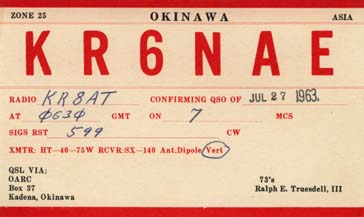 ZONE 25 OKINAWA ASIA
KR6NAE
RADIO KR8AT CONFIRMING QSO OF JUL 27 1963.
AT 0630 GMT ON 7 MCS
SIGS RST 599 CW
XMTR: HT-40-75W RCVR:SX-140 Ant:Dipole, Vert
QSL VIA:
OARC
Box 37
Kadena, Okinawa
73's
Ralph E. Truesdell, III